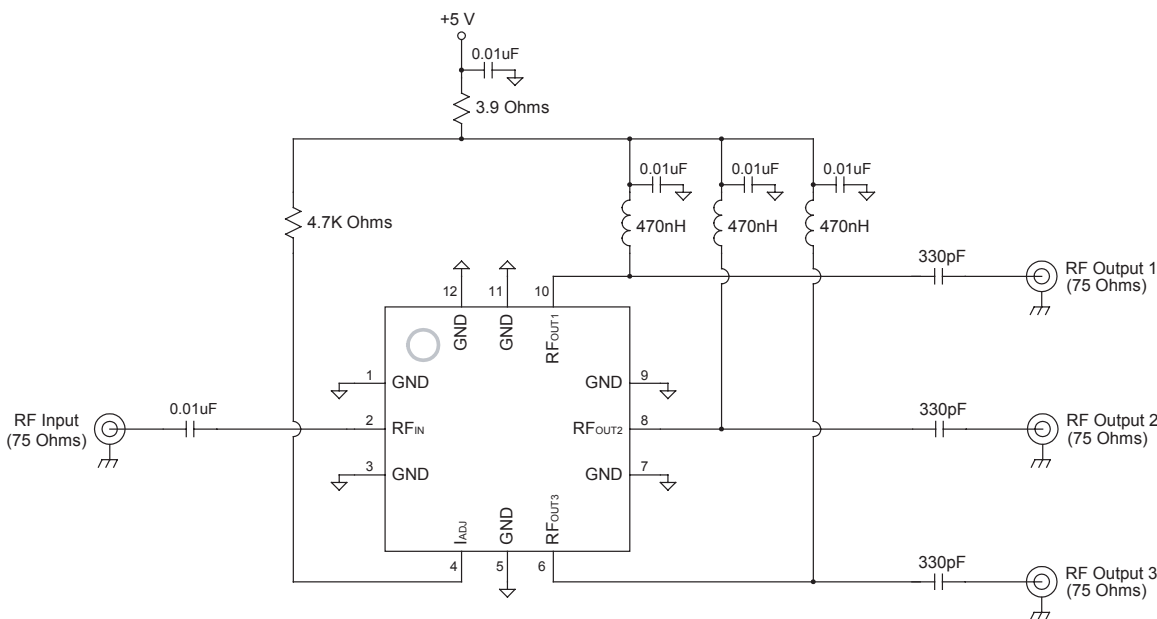 +5 V
0.01uF
3.9 Ohms
0.01uF
0.01uF
0.01uF
4.7K Ohms
470nH
470nH
470nH
330pF
RF Output 1
(75 Ohms)
12
11
10
GND
GND
RFOUT1
1
GND
GND
9
RF Input
(75 Ohms)
0.01uF
2
RFIN
RFOUT2
8
330pF
RF Output 2
(75 Ohms)
3
GND
GND
7
IADJ
GND
RFOUT3
4
5
6
330pF
RF Output 3
(75 Ohms)